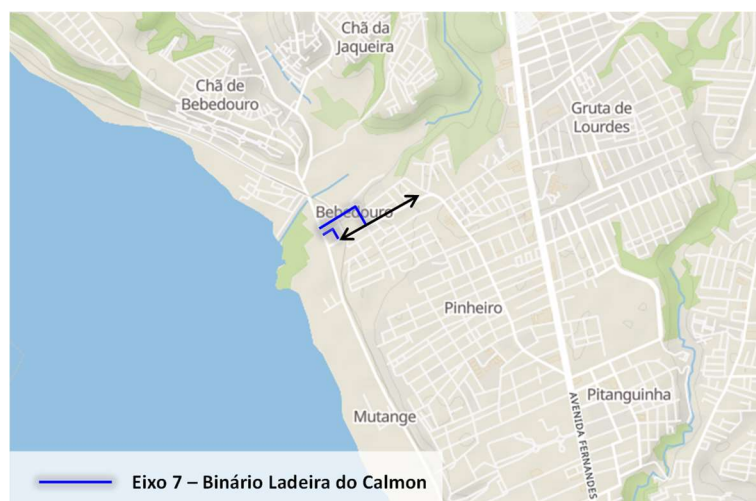 Chã da
Jaqueira
Chã de
Bebedouro
Gruta de
Lourdes
Bebedouro
Pinheiro
Pitanguinha
Mutange
AVENIDA FERNANDES
Eixo 7 – Binário Ladeira do Calmon